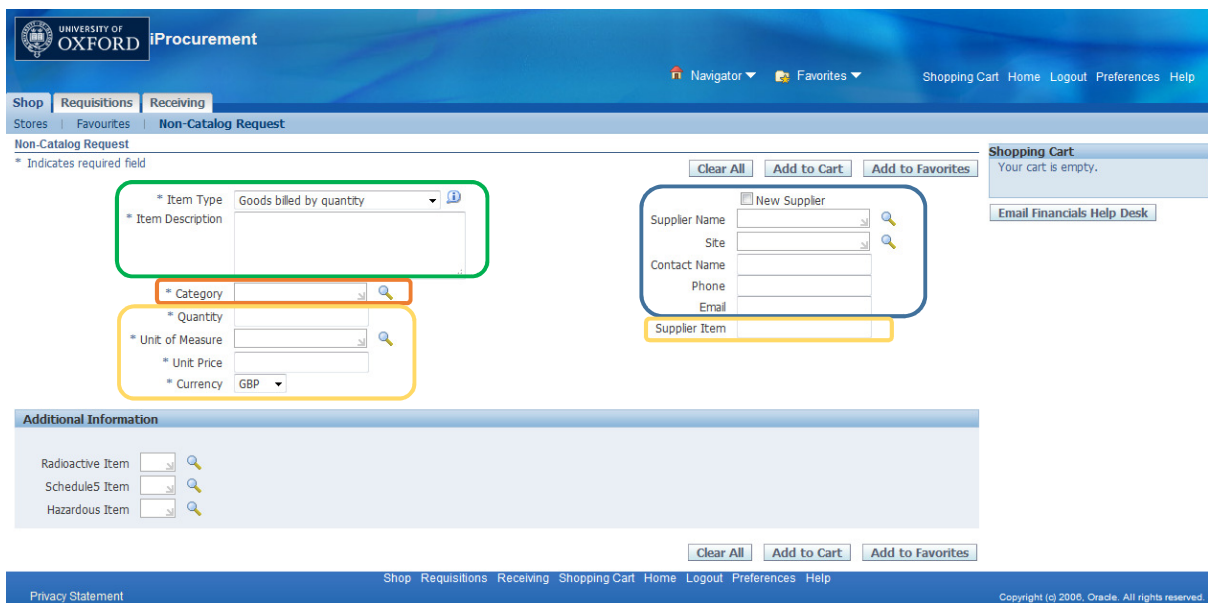 UNIVERSITY OF
OXFORD iProcurement
Navigator Favorites Shopping Cart Home Logout Preferences Help
Shop Requisitions Receiving
Stores | Favourites | Non-Catalog Request
Non-Catalog Request
* Indicates required field
Clear All Add to Cart Add to Favorites
* Item Type Goods billed by quantity
* Item Description
* Category
* Quantity
* Unit of Measure
* Unit Price
* Currency GBP
New Supplier
Supplier Name
Site
Contact Name
Phone
Email
Supplier Item
Shopping Cart
Your cart is empty.
Email Financials Help Desk
Additional Information
Radioactive Item
Schedule5 Item
Hazardous Item
Clear All Add to Cart Add to Favorites
Shop Requisitions Receiving Shopping Cart Home Logout Preferences Help
Privacy Statement Copyright (c) 2006, Oracle. All rights reserved.